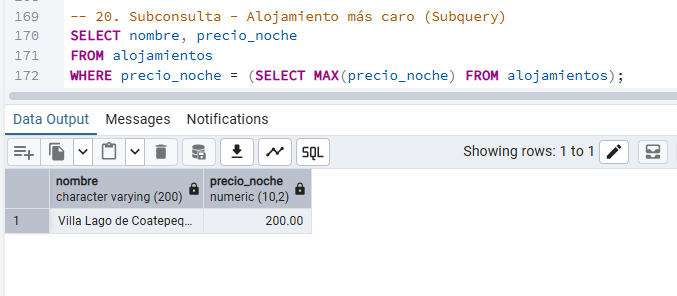 169 -- 20. Subconsulta - Alojamiento más caro (Subquery)
170 SELECT nombre, precio_noche
171 FROM alojamientos
172 WHERE precio_noche = (SELECT MAX(precio_noche) FROM alojamientos);
Data Output Messages Notifications
SQL Showing rows: 1 to 1
nombre precio_noche
character varying (200) numeric (10,2)
1 Villa Lago de Coatepeq... 200.00